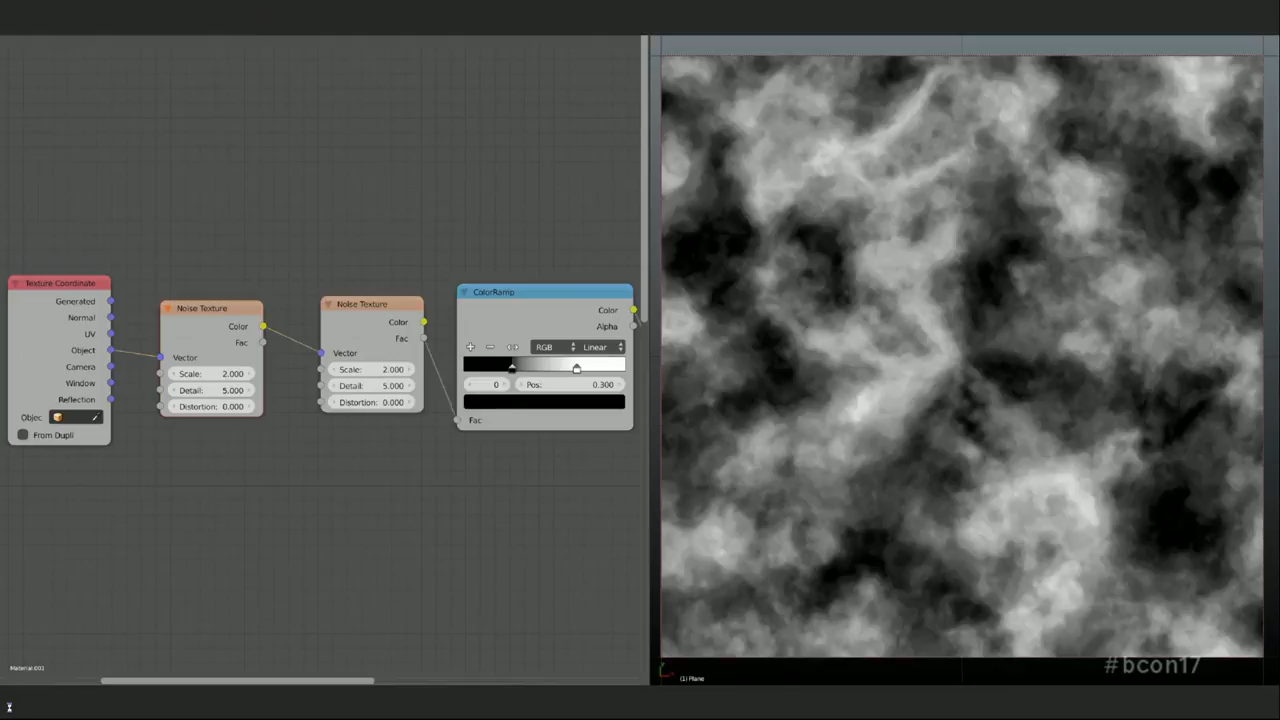 Texture Coordinate
Generated
Normal
UV
Object
Camera
Window
Reflection
Objec
From Dupli
Noise Texture
Color
Fac
Vector
Scale: 2.000
Detail: 5.000
Distortion: 0.000
Noise Texture
Color
Fac
Vector
Scale: 2.000
Detail: 5.000
Distortion: 0.000
ColorRamp
Color
Alpha
RGB Linear
0 Pos: 0.300
Fac
Material.001
(1) Plane
#bcon17